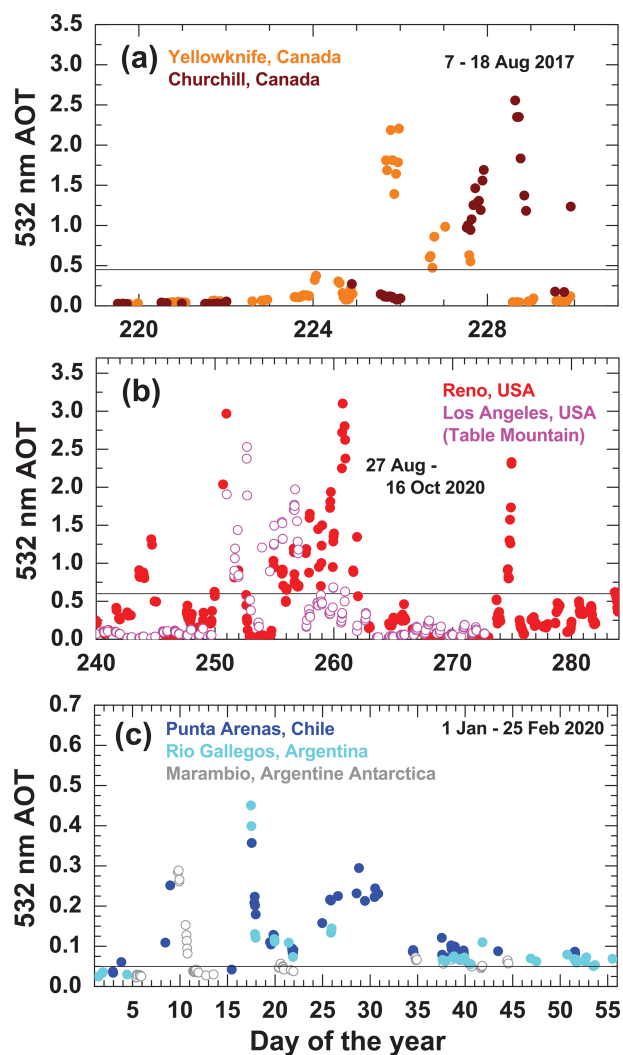 (a)
Yellowknife, Canada
Churchill, Canada
7 - 18 Aug 2017
532 nm AOT
3.5
3.0
2.5
2.0
1.5
1.0
0.5
0.0
220 224 228
(b)
Reno, USA
Los Angeles, USA
(Table Mountain)
27 Aug -
16 Oct 2020
532 nm AOT
3.5
3.0
2.5
2.0
1.5
1.0
0.5
0.0
240 250 260 270 280
(c)
Punta Arenas, Chile
Rio Gallegos, Argentina
Marambio, Argentine Antarctica
1 Jan - 25 Feb 2020
532 nm AOT
0.7
0.6
0.5
0.4
0.3
0.2
0.1
0.0
5 10 15 20 25 30 35 40 45 50 55
Day of the year